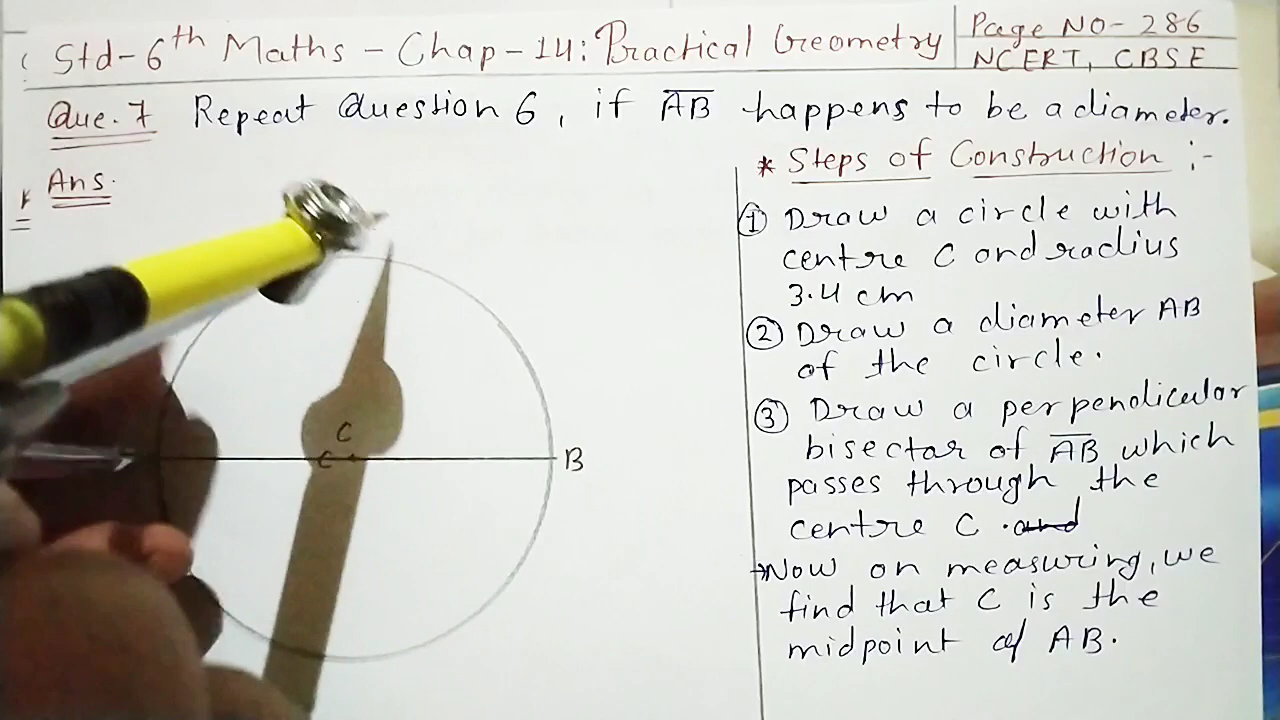 Std-6th Maths - Chap-14: Practical Geometry
Page NO- 286
NCERT, CBSE
Que. 7 Repeat Question 6, if AB happens to be a diameter.
* Steps of Construction :-
Ans.
① Draw a circle with
centre C and radius
3.4 cm
② Draw a diameter AB
of the circle.
③ Draw a perpendicular
bisector of AB which
passes through the
centre C . and
→ Now on measuring, we
find that C is the
midpoint of AB.
C
C
B